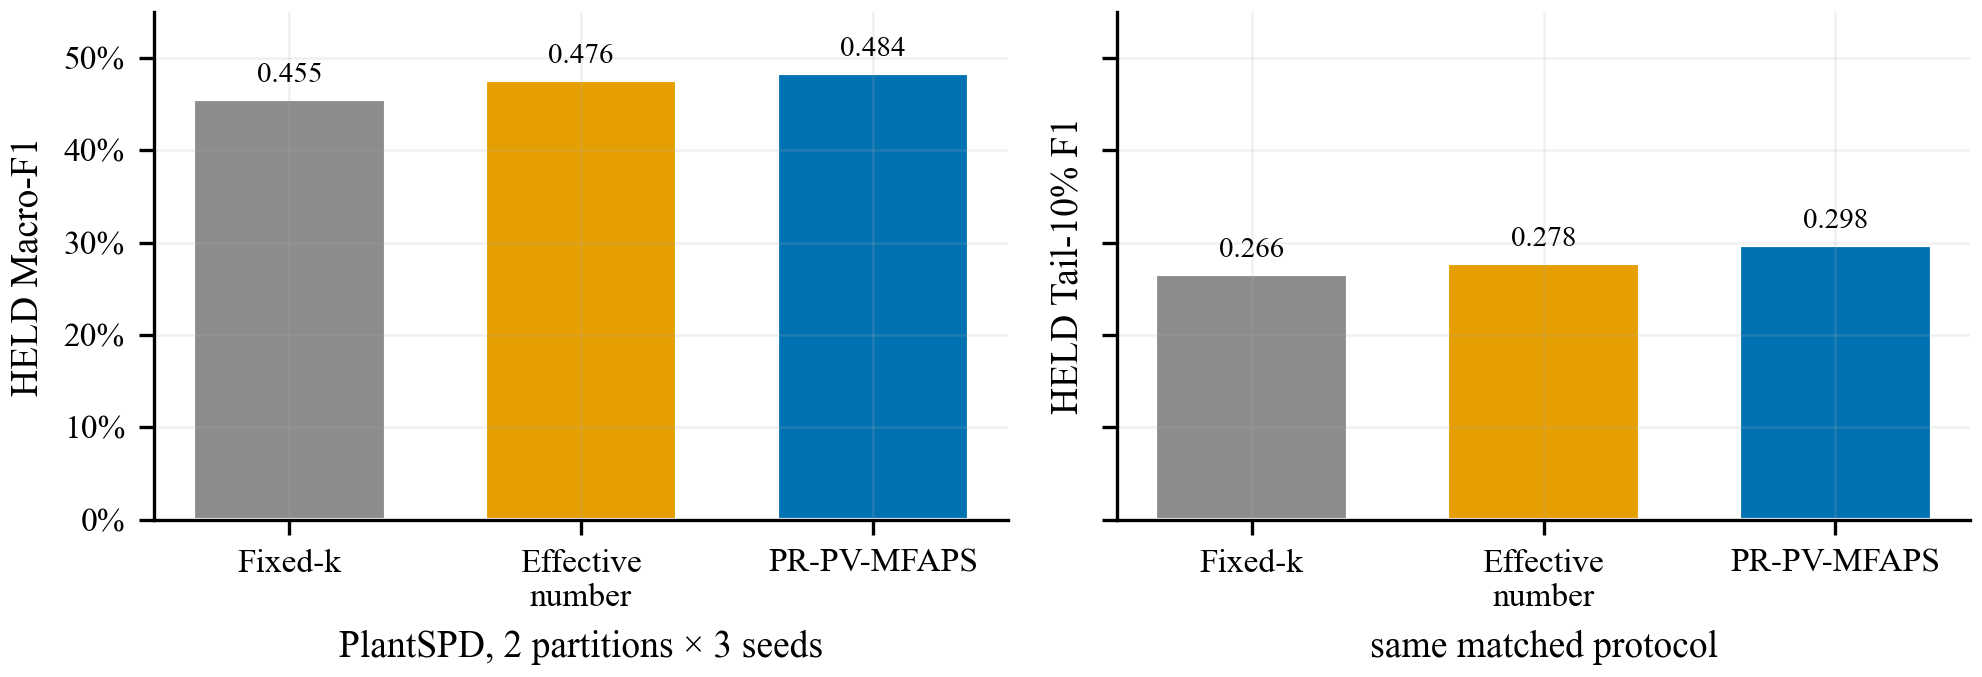 HELD Macro-F1
50%
40%
30%
20%
10%
0%
0.455
0.476
0.484
Fixed-k
Effective
number
PR-PV-MFAPS
PlantSPD, 2 partitions × 3 seeds
HELD Tail-10% F1
0.266
0.278
0.298
Fixed-k
Effective
number
PR-PV-MFAPS
same matched protocol